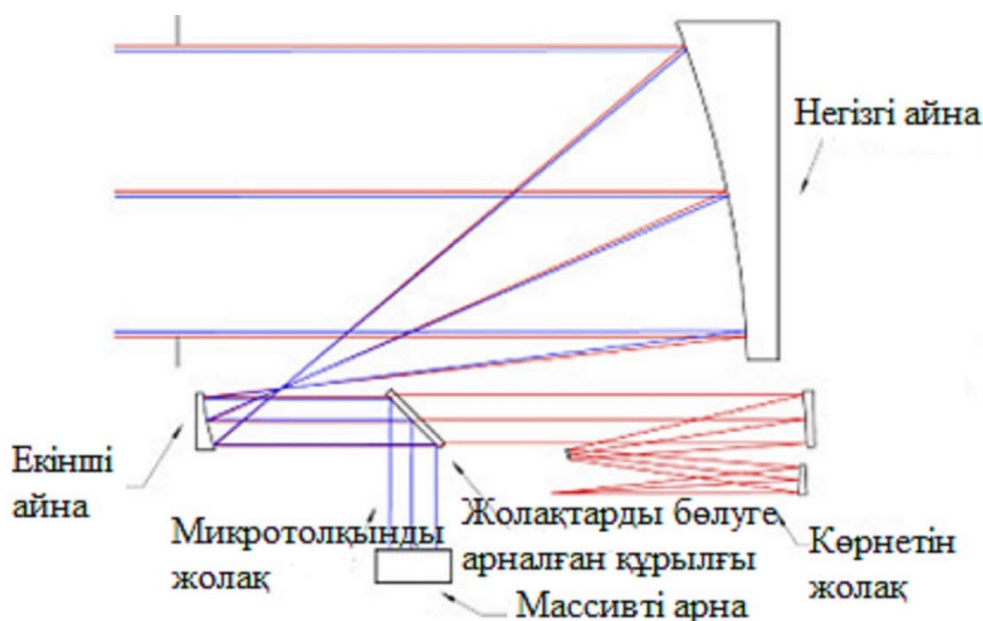 Негізгі айна
Екінші
айна
Микротолқынды
жолақ
Жолақтарды бөлуге
арналған құрылғы
Көрнетін
жолақ
Массивті арна